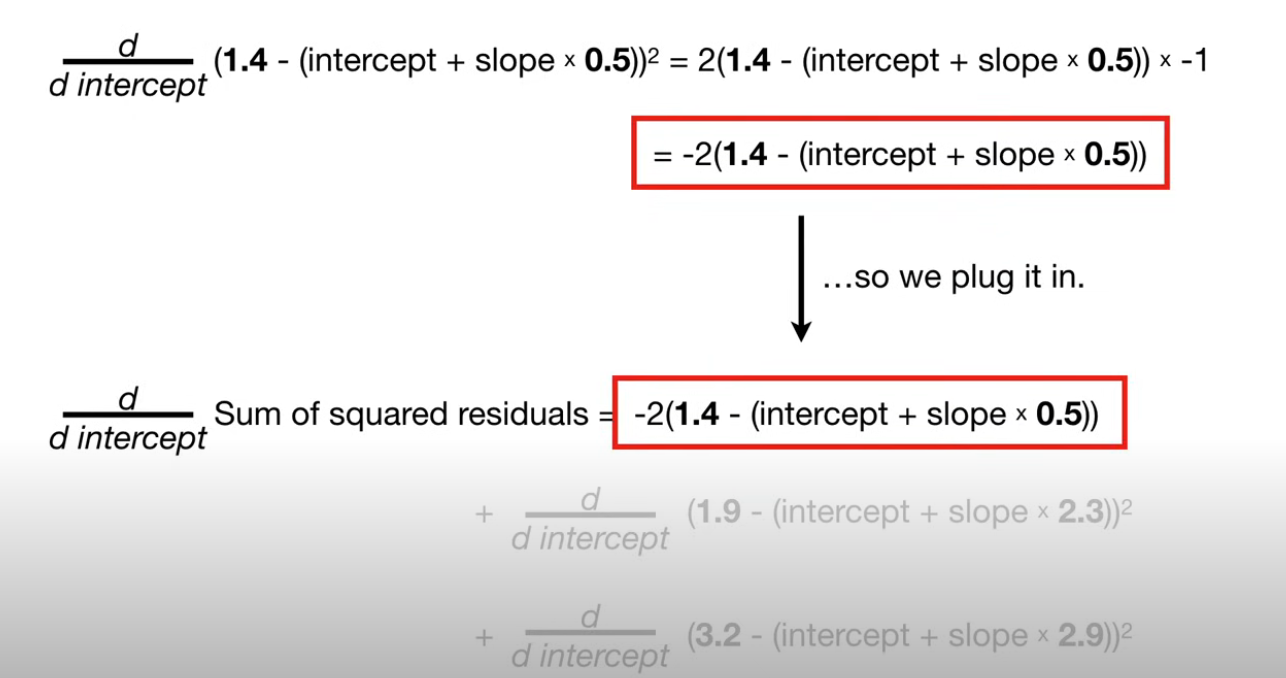 d
d intercept (1.4 - (intercept + slope × 0.5))² = 2(1.4 - (intercept + slope × 0.5)) × -1
= -2(1.4 - (intercept + slope × 0.5))
...so we plug it in.
d
d intercept Sum of squared residuals = -2(1.4 - (intercept + slope × 0.5))
+ d
d intercept (1.9 - (intercept + slope × 2.3))²
+ d
d intercept (3.2 - (intercept + slope × 2.9))²